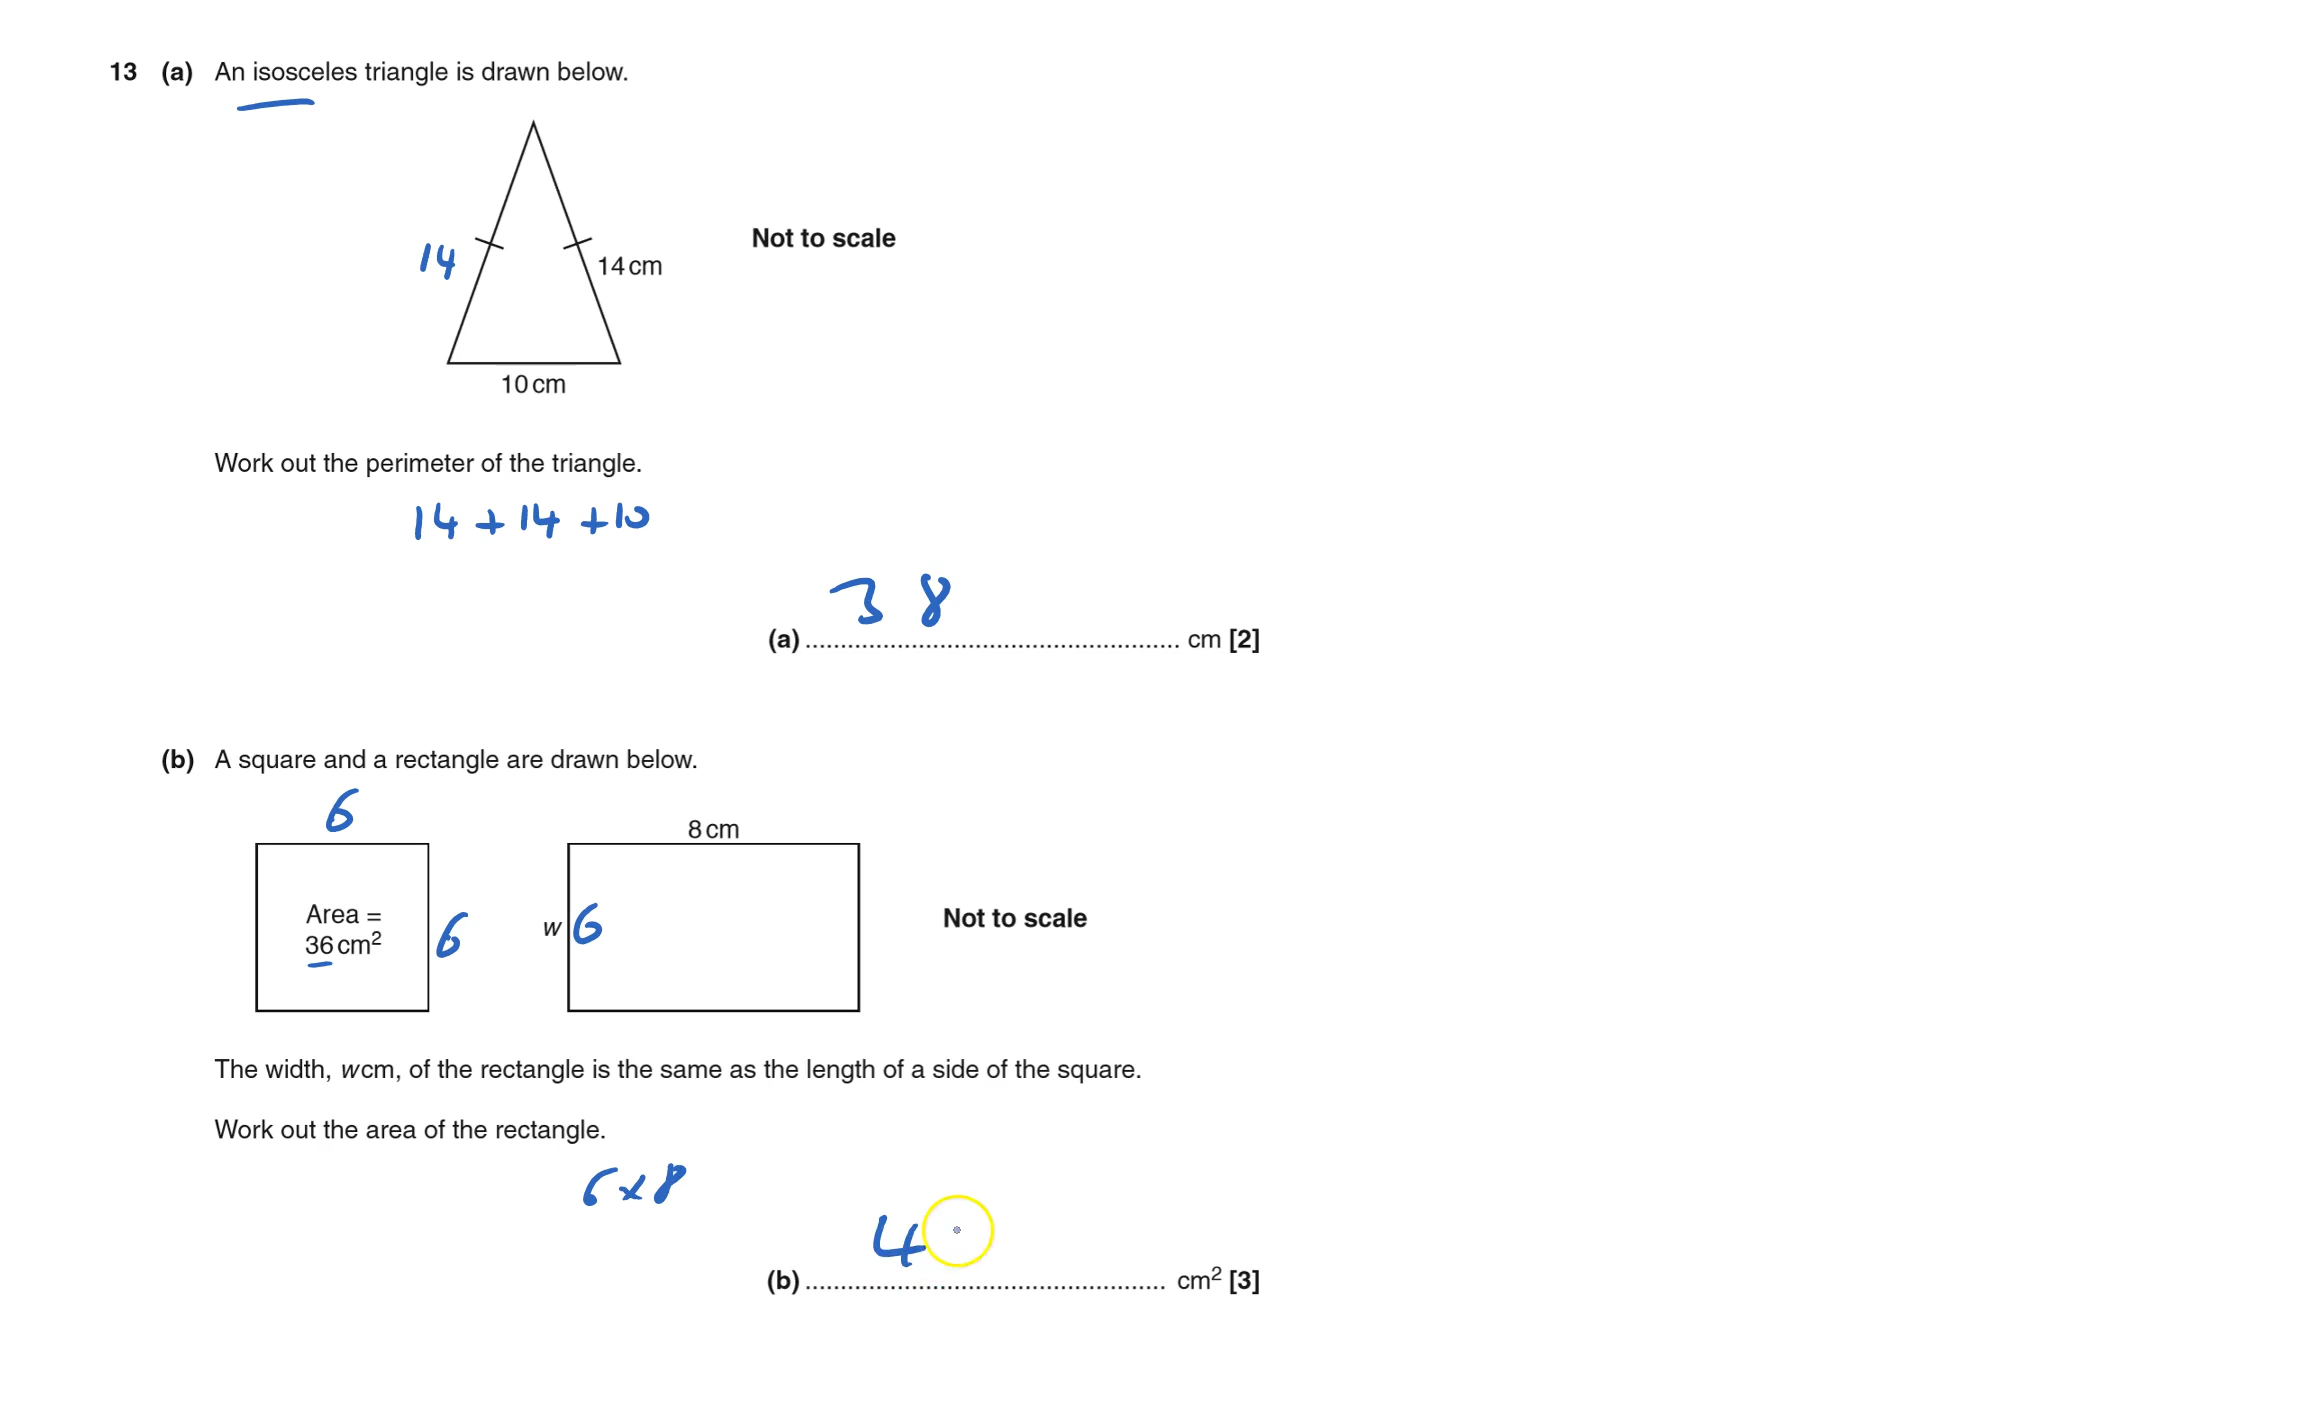 13 (a) An isosceles triangle is drawn below.
14
14 cm
Not to scale
10 cm
Work out the perimeter of the triangle.
14 + 14 + 10
38
(a) .................................................... cm [2]
(b) A square and a rectangle are drawn below.
6
8 cm
Area =
36 cm²
6
w
6
Not to scale
The width, w cm, of the rectangle is the same as the length of a side of the square.
Work out the area of the rectangle.
6 x 8
4
(b) .................................................. cm² [3]